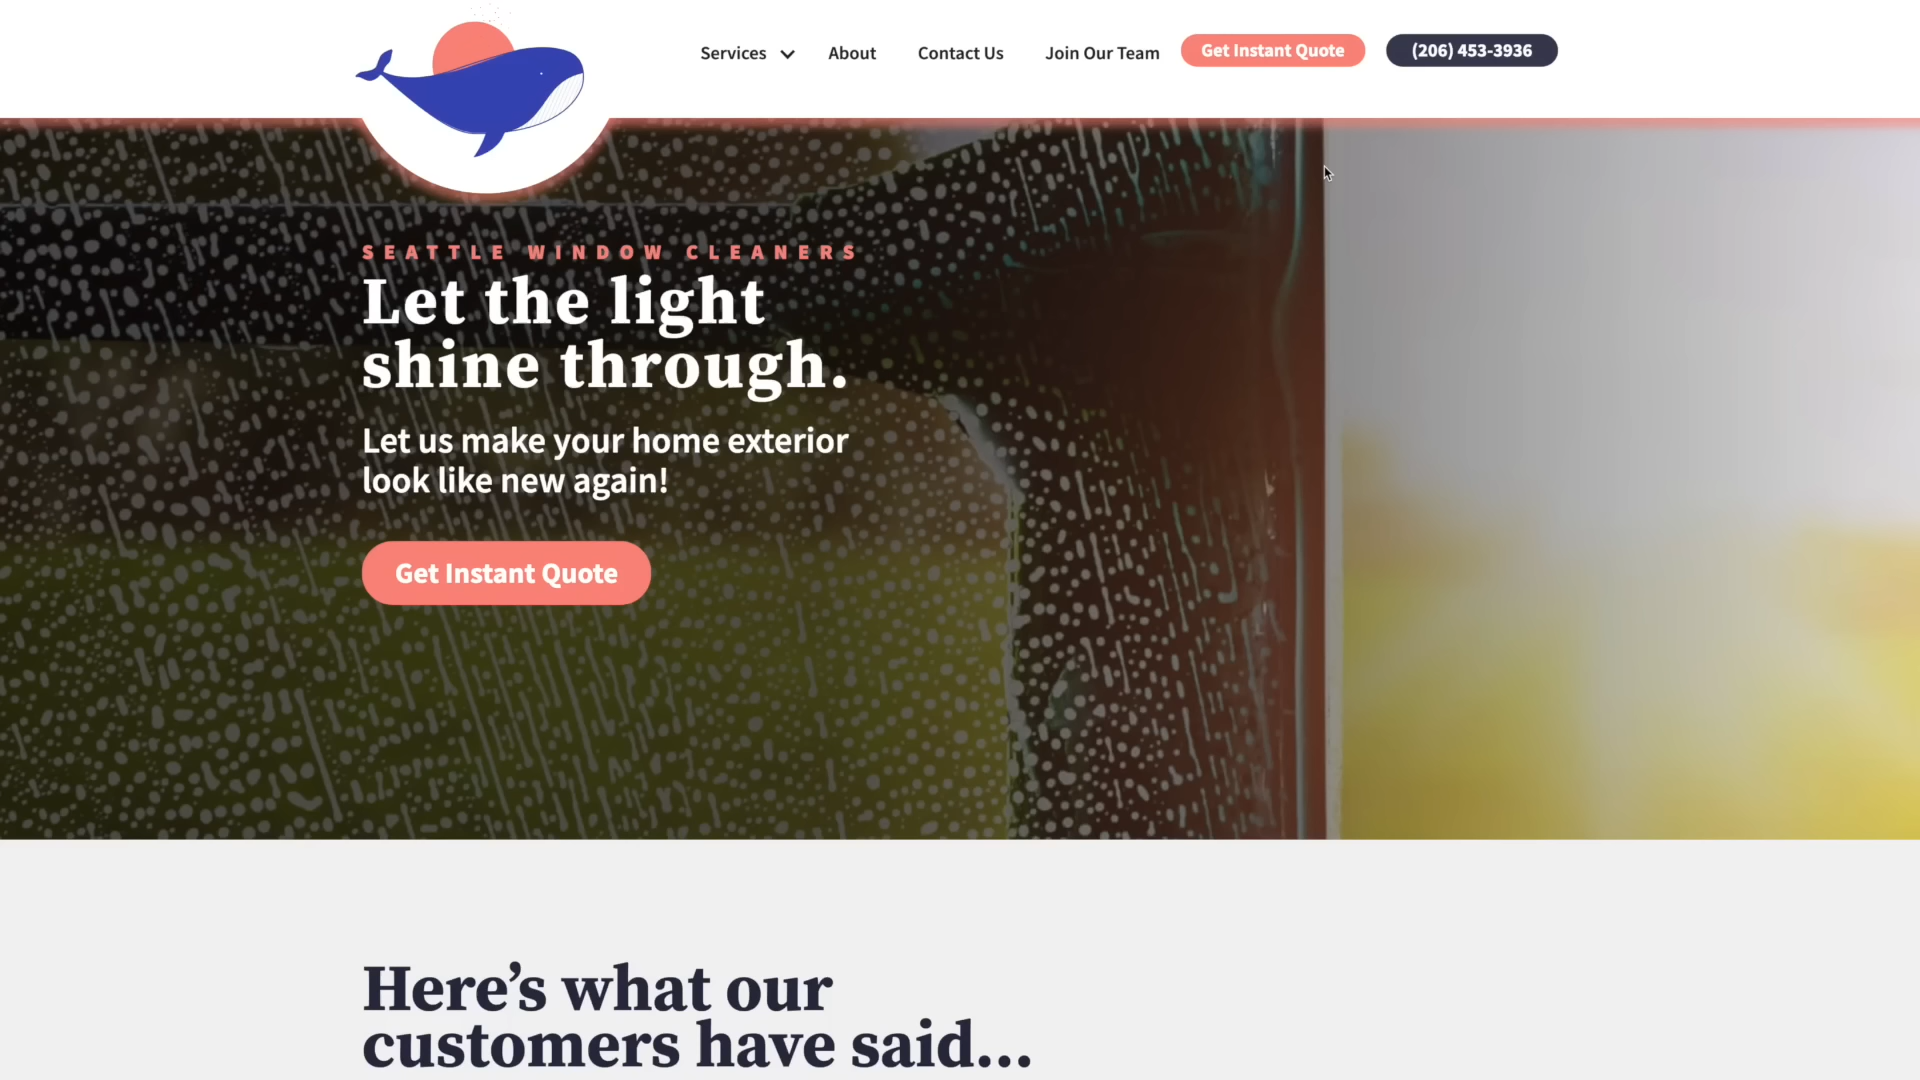 Services
About
Contact Us
Join Our Team
Get Instant Quote
(206) 453-3936
SEATTLE WINDOW CLEANERS
Let the light
shine through.
Let us make your home exterior
look like new again!
Get Instant Quote
Here’s what our
customers have said...